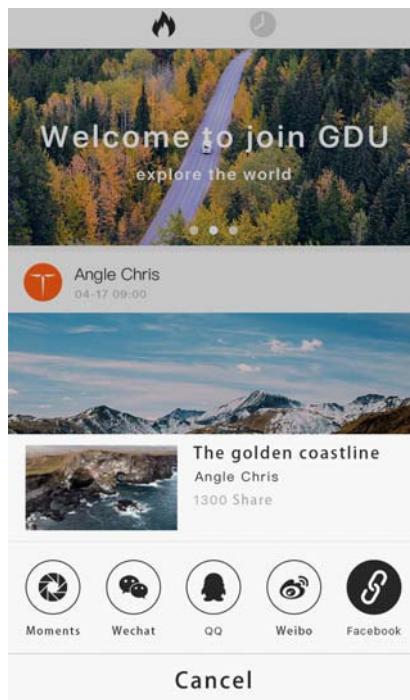 Welcome to join GDU
explore the world
Angle Chris
04-17 09:00
The golden coastline
Angle Chris
1300 Share
Moments
Wechat
QQ
Weibo
Facebook
Cancel